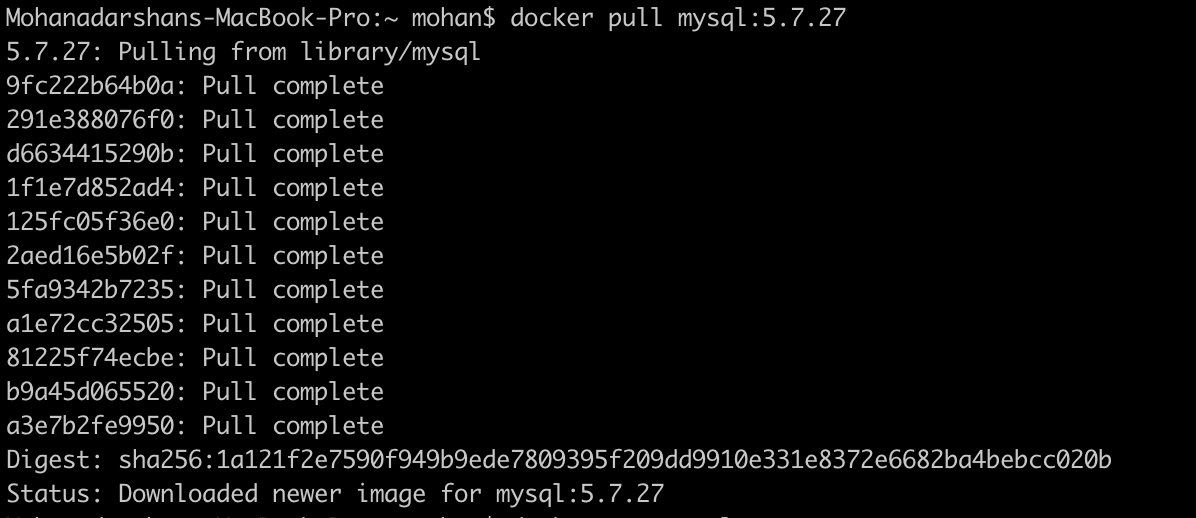 Mohanadarshans-MacBook-Pro:~ mohan$ docker pull mysql:5.7.27
5.7.27: Pulling from library/mysql
9fc222b64b0a: Pull complete
291e388076f0: Pull complete
d6634415290b: Pull complete
1f1e7d852ad4: Pull complete
125fc05f36e0: Pull complete
2aed16e5b02f: Pull complete
5fa9342b7235: Pull complete
a1e72cc32505: Pull complete
81225f74ecbe: Pull complete
b9a45d065520: Pull complete
a3e7b2fe9950: Pull complete
Digest: sha256:1a121f2e7590f949b9ede7809395f209dd9910e331e8372e6682ba4bebcc020b
Status: Downloaded newer image for mysql:5.7.27